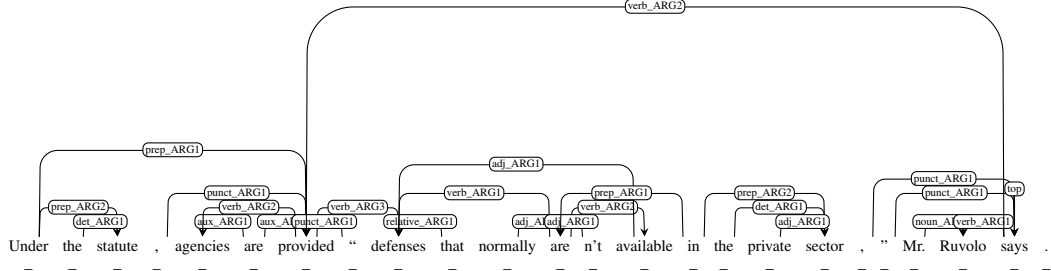 verb_ARG2
prep_ARG1
adj_ARG1
punct_ARG1 verb_ARG1 prep_ARG1 prep_ARG2 punct_ARG1 punct_ARG1 top
prep_ARG2 verb_ARG2 verb_ARG3 verb_ARG2 det_ARG1
det_ARG1 aux_ARG1 punct_ARG1 relative_ARG1 adj_ARG1 adj_ARG1 verb_ARG1
Under the statute , agencies are provided “ defenses that normally are n't available in the private sector , ” Mr. Ruvolo says .